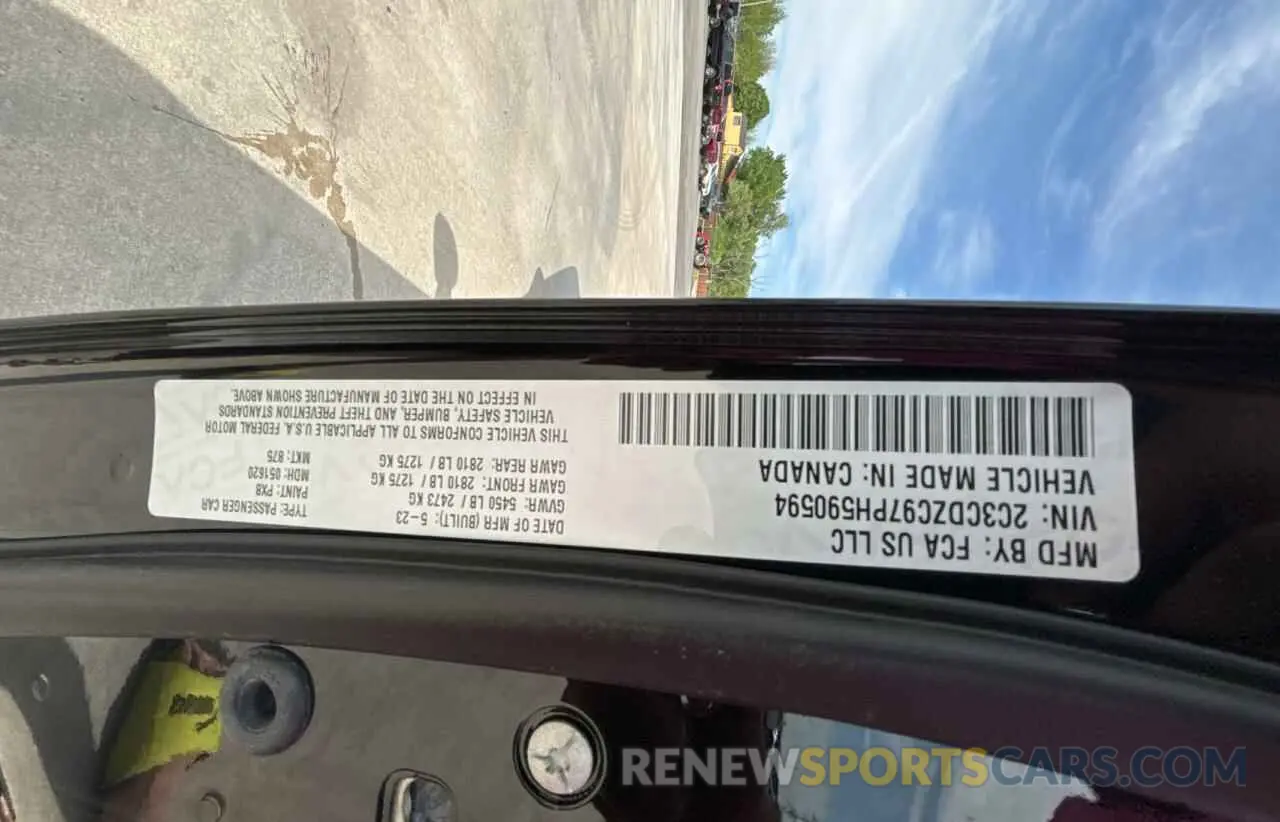 MFD BY: FCA US LLC
VIN: 2C3CDZC97PH590594
VEHICLE MADE IN: CANADA
DATE OF MFR (BUILT): 5-23
GVWR: 5450 LB / 2473 KG
GAWR FRONT: 2810 LB / 1275 KG
GAWR REAR: 2810 LB / 1275 KG
TYPE: PASSENGER CAR
PAINT: PX8
MDH: 051620
MKT: 875
THIS VEHICLE CONFORMS TO ALL APPLICABLE U.S.A. FEDERAL MOTOR
VEHICLE SAFETY, BUMPER, AND THEFT PREVENTION STANDARDS
IN EFFECT ON THE DATE OF MANUFACTURE SHOWN ABOVE.
RENEWSPORTSCARS.COM